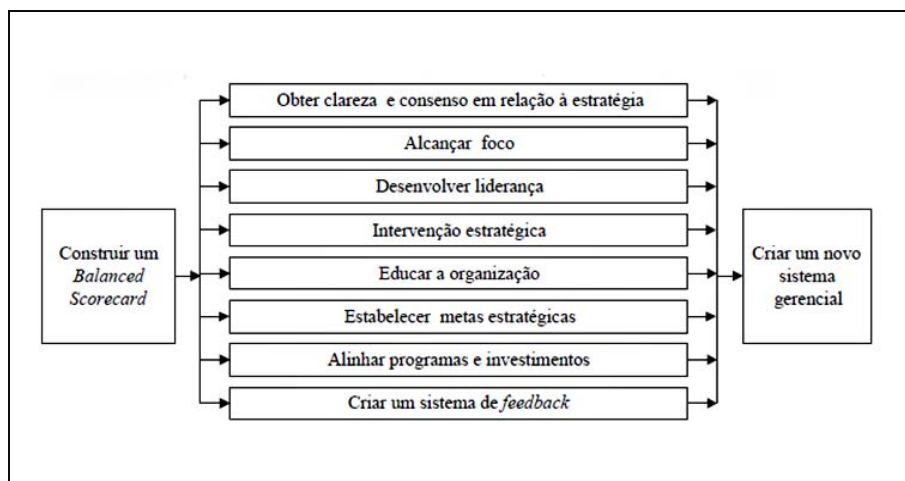 Obter clareza e consenso em relação à estratégia
Alcançar foco
Desenvolver liderança
Intervenção estratégica
Educar a organização
Estabelecer metas estratégicas
Alinhar programas e investimentos
Criar um sistema de feedback
Construir um
Balanced
Scorecard
Criar um novo
sistema
gerencial